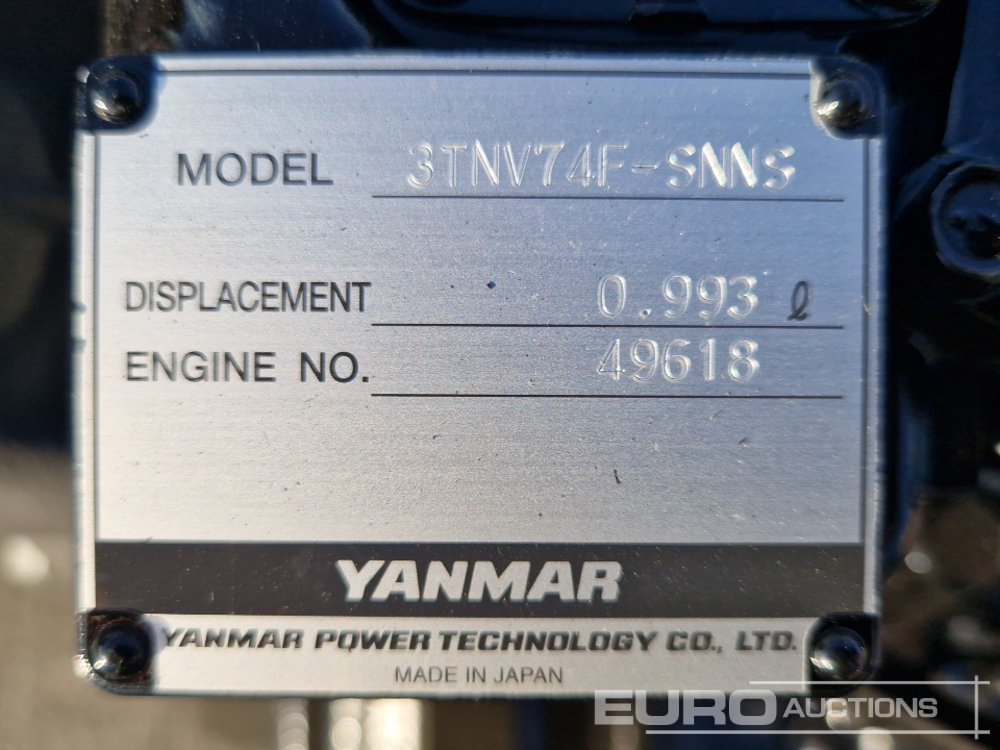 MODEL 3TNV74F-SNNS
DISPLACEMENT 0.993 ℓ
ENGINE NO. 49618
YANMAR
YANMAR POWER TECHNOLOGY CO., LTD.
MADE IN JAPAN
EURO AUCTIONS